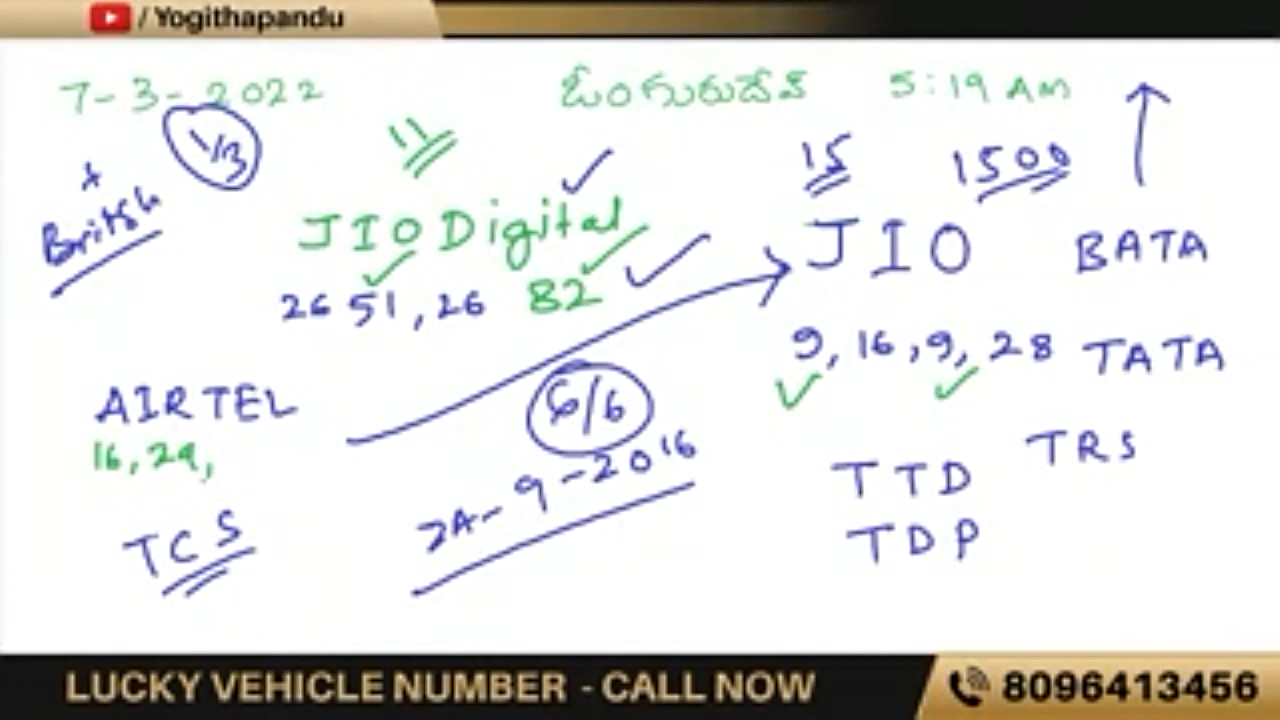 / Yogithapandu
7-3-2022 ఓంగురుదేవ్ 5:19 Am
1/3 11 15 1500
+
British
JIO Digital JIO BATA
26 51, 26 82
9, 16, 9, 28 TATA
AIRTEL 6/6
16, 29,
TRS
TTD
-9-2016
TCS
TDP
LUCKY VEHICLE NUMBER - CALL NOW 8096413456